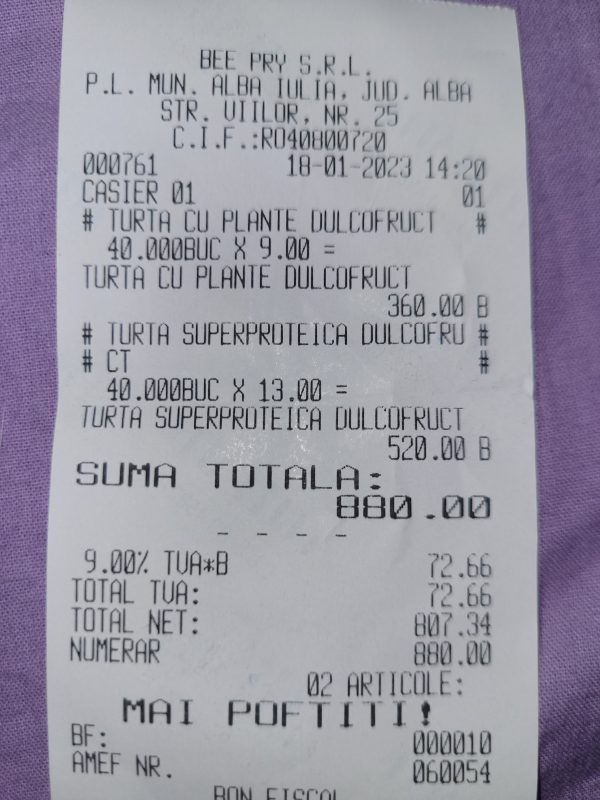 BEE PRY S.R.L.
P.L. MUN. ALBA IULIA, JUD. ALBA
STR. VIILOR, NR. 25
C.I.F.:RO40800720
000761 18-01-2023 14:20
CASIER 01 01
# TURTA CU PLANTE DULCOFRUCT #
40.000BUC X 9.00 =
TURTA CU PLANTE DULCOFRUCT
360.00 B
# TURTA SUPERPROTEICA DULCOFRU #
# CT #
40.000BUC X 13.00 =
TURTA SUPERPROTEICA DULCOFRUCT
520.00 B
SUMA TOTALA:
880.00
- - - -
9.00% TVA*B 72.66
TOTAL TVA: 72.66
TOTAL NET: 807.34
NUMERAR 880.00
02 ARTICOLE:
MAI POFTITI!
BF: 000010
AMEF NR. 060054
BON FISCAL